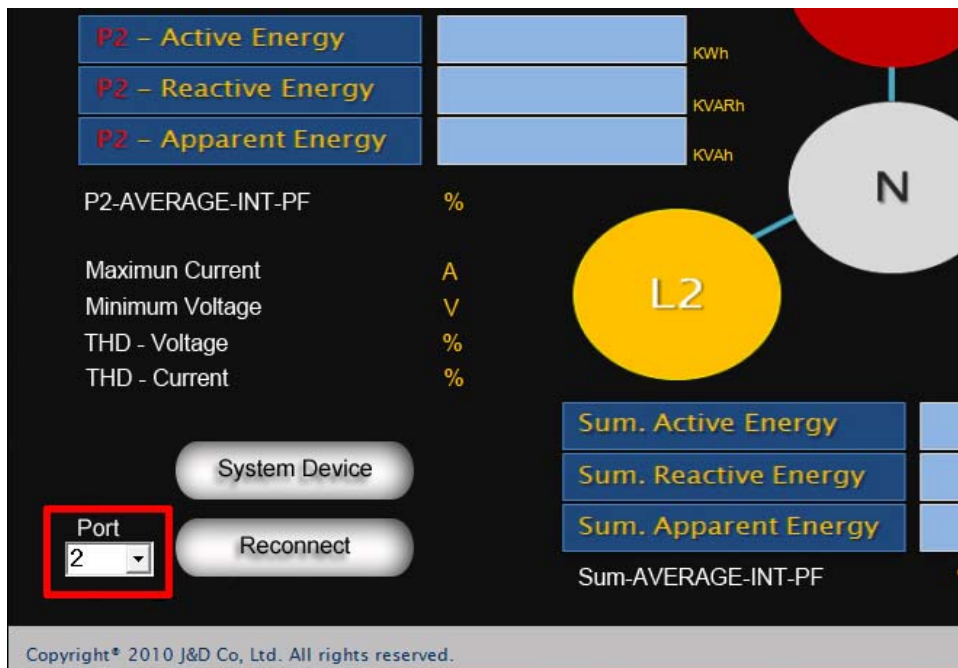 P2 – Active Energy
KWh
P2 – Reactive Energy
KVARh
P2 – Apparent Energy
KVAh
P2-AVERAGE-INT-PF %
Maximun Current A
Minimum Voltage V
THD - Voltage %
THD - Current %
N
L2
System Device
Port
2
Reconnect
Sum. Active Energy
Sum. Reactive Energy
Sum. Apparent Energy
Sum-AVERAGE-INT-PF
Copyright® 2010 J&D Co, Ltd. All rights reserved.